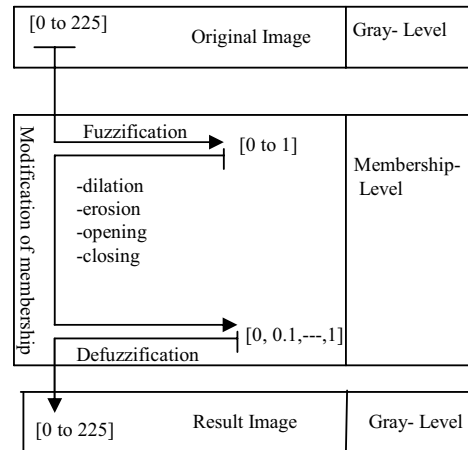 [0 to 225]
Original Image
Gray- Level
Modification of membership
Fuzzification
[0 to 1]
-dilation
-erosion
-opening
-closing
Membership-
Level
[0, 0.1,---,1]
Defuzzification
[0 to 225]
Result Image
Gray- Level